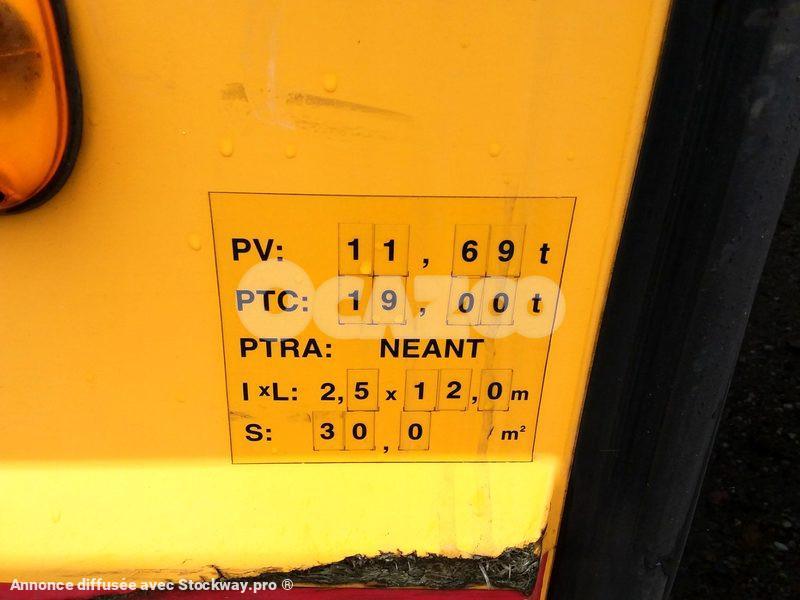 PV: 11,69 t
PTC: 19,00 t
OCAZOO
PTRA: NEANT
l x L: 2,5 x 12,0 m
S: 30,0 / m²
Annonce diffusée avec Stockway.pro ®